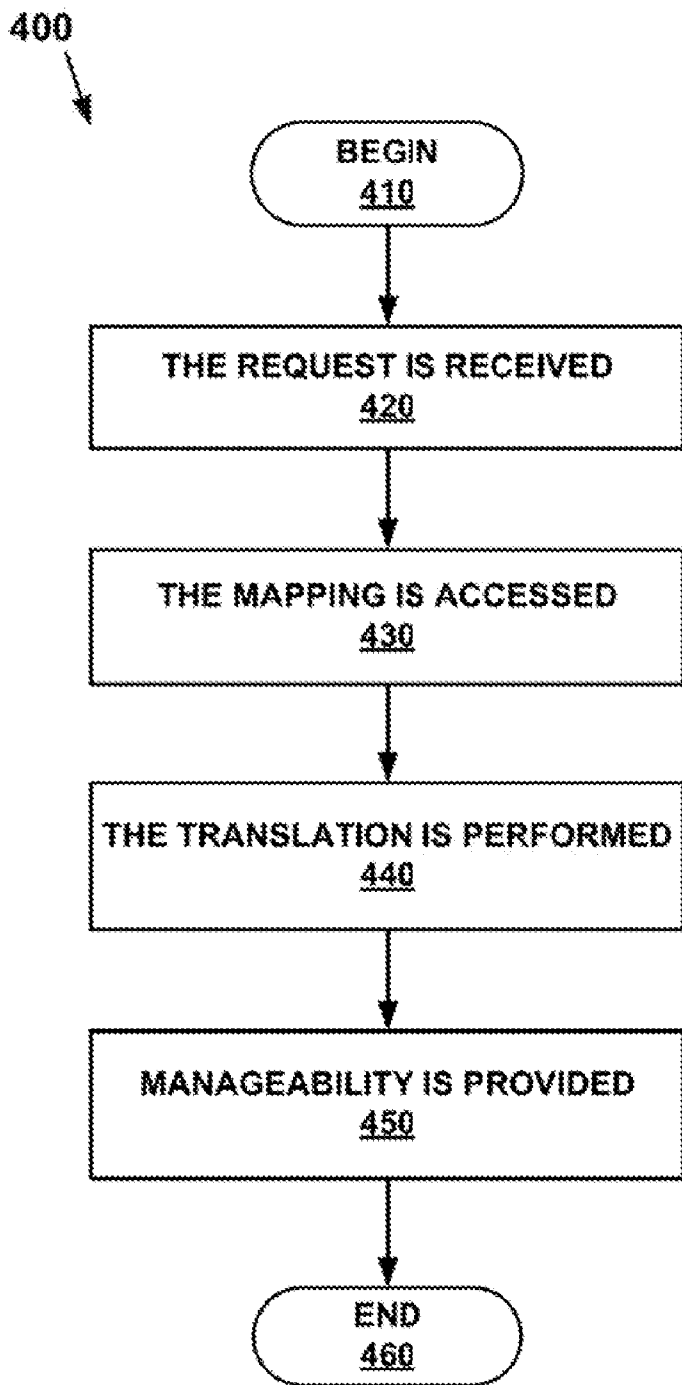 400
BEGIN
410
THE REQUEST IS RECEIVED
420
THE MAPPING IS ACCESSED
430
THE TRANSLATION IS PERFORMED
440
MANAGEABILITY IS PROVIDED
450
END
460